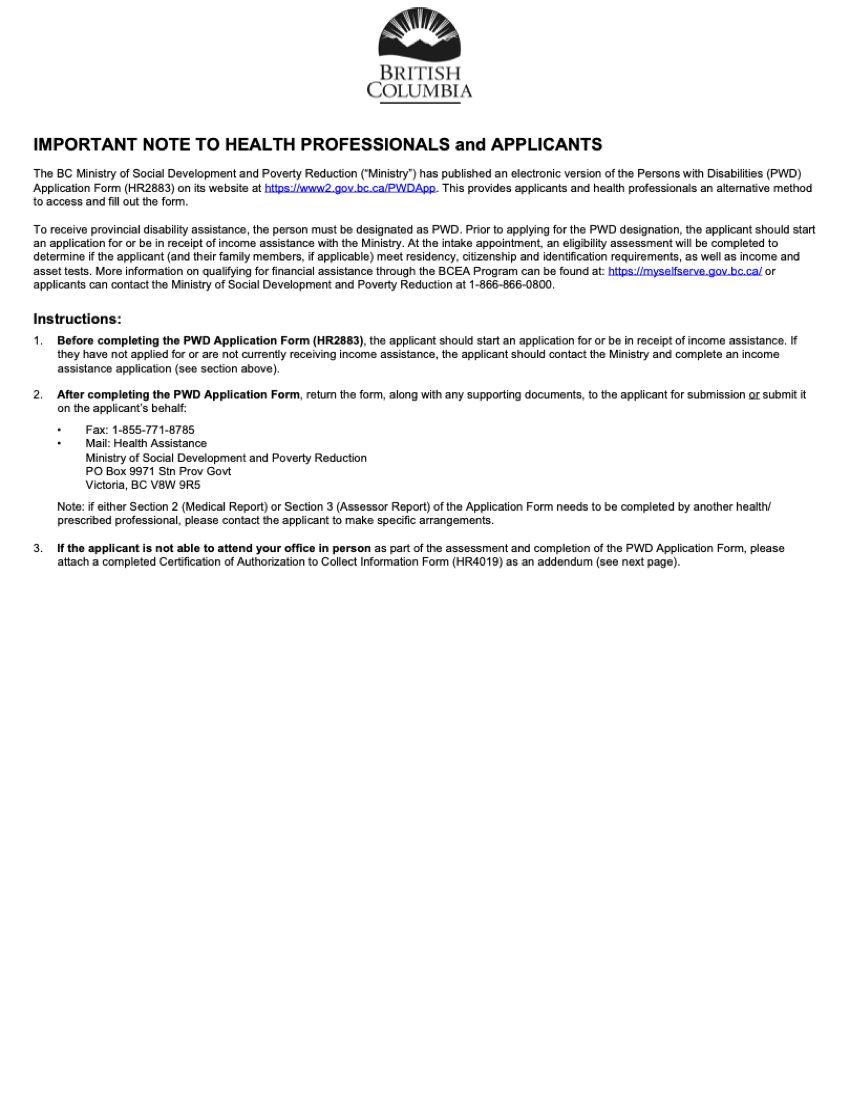 BRITISH
COLUMBIA
IMPORTANT NOTE TO HEALTH PROFESSIONALS and APPLICANTS
The BC Ministry of Social Development and Poverty Reduction (“Ministry”) has published an electronic version of the Persons with Disabilities (PWD)
Application Form (HR2883) on its website at https://www2.gov.bc.ca/PWDApp. This provides applicants and health professionals an alternative method
to access and fill out the form.
To receive provincial disability assistance, the person must be designated as PWD. Prior to applying for the PWD designation, the applicant should start
an application for or be in receipt of income assistance with the Ministry. At the intake appointment, an eligibility assessment will be completed to
determine if the applicant (and their family members, if applicable) meet residency, citizenship and identification requirements, as well as income and
asset tests. More information on qualifying for financial assistance through the BCEA Program can be found at: https://myselfserve.gov.bc.ca/ or
applicants can contact the Ministry of Social Development and Poverty Reduction at 1-866-866-0800.
Instructions:
1. Before completing the PWD Application Form (HR2883), the applicant should start an application for or be in receipt of income assistance. If
they have not applied for or are not currently receiving income assistance, the applicant should contact the Ministry and complete an income
assistance application (see section above).
2. After completing the PWD Application Form, return the form, along with any supporting documents, to the applicant for submission or submit it
on the applicant’s behalf:
• Fax: 1-855-771-8785
• Mail: Health Assistance
Ministry of Social Development and Poverty Reduction
PO Box 9971 Stn Prov Govt
Victoria, BC V8W 9R5
Note: if either Section 2 (Medical Report) or Section 3 (Assessor Report) of the Application Form needs to be completed by another health/
prescribed professional, please contact the applicant to make specific arrangements.
3. If the applicant is not able to attend your office in person as part of the assessment and completion of the PWD Application Form, please
attach a completed Certification of Authorization to Collect Information Form (HR4019) as an addendum (see next page).